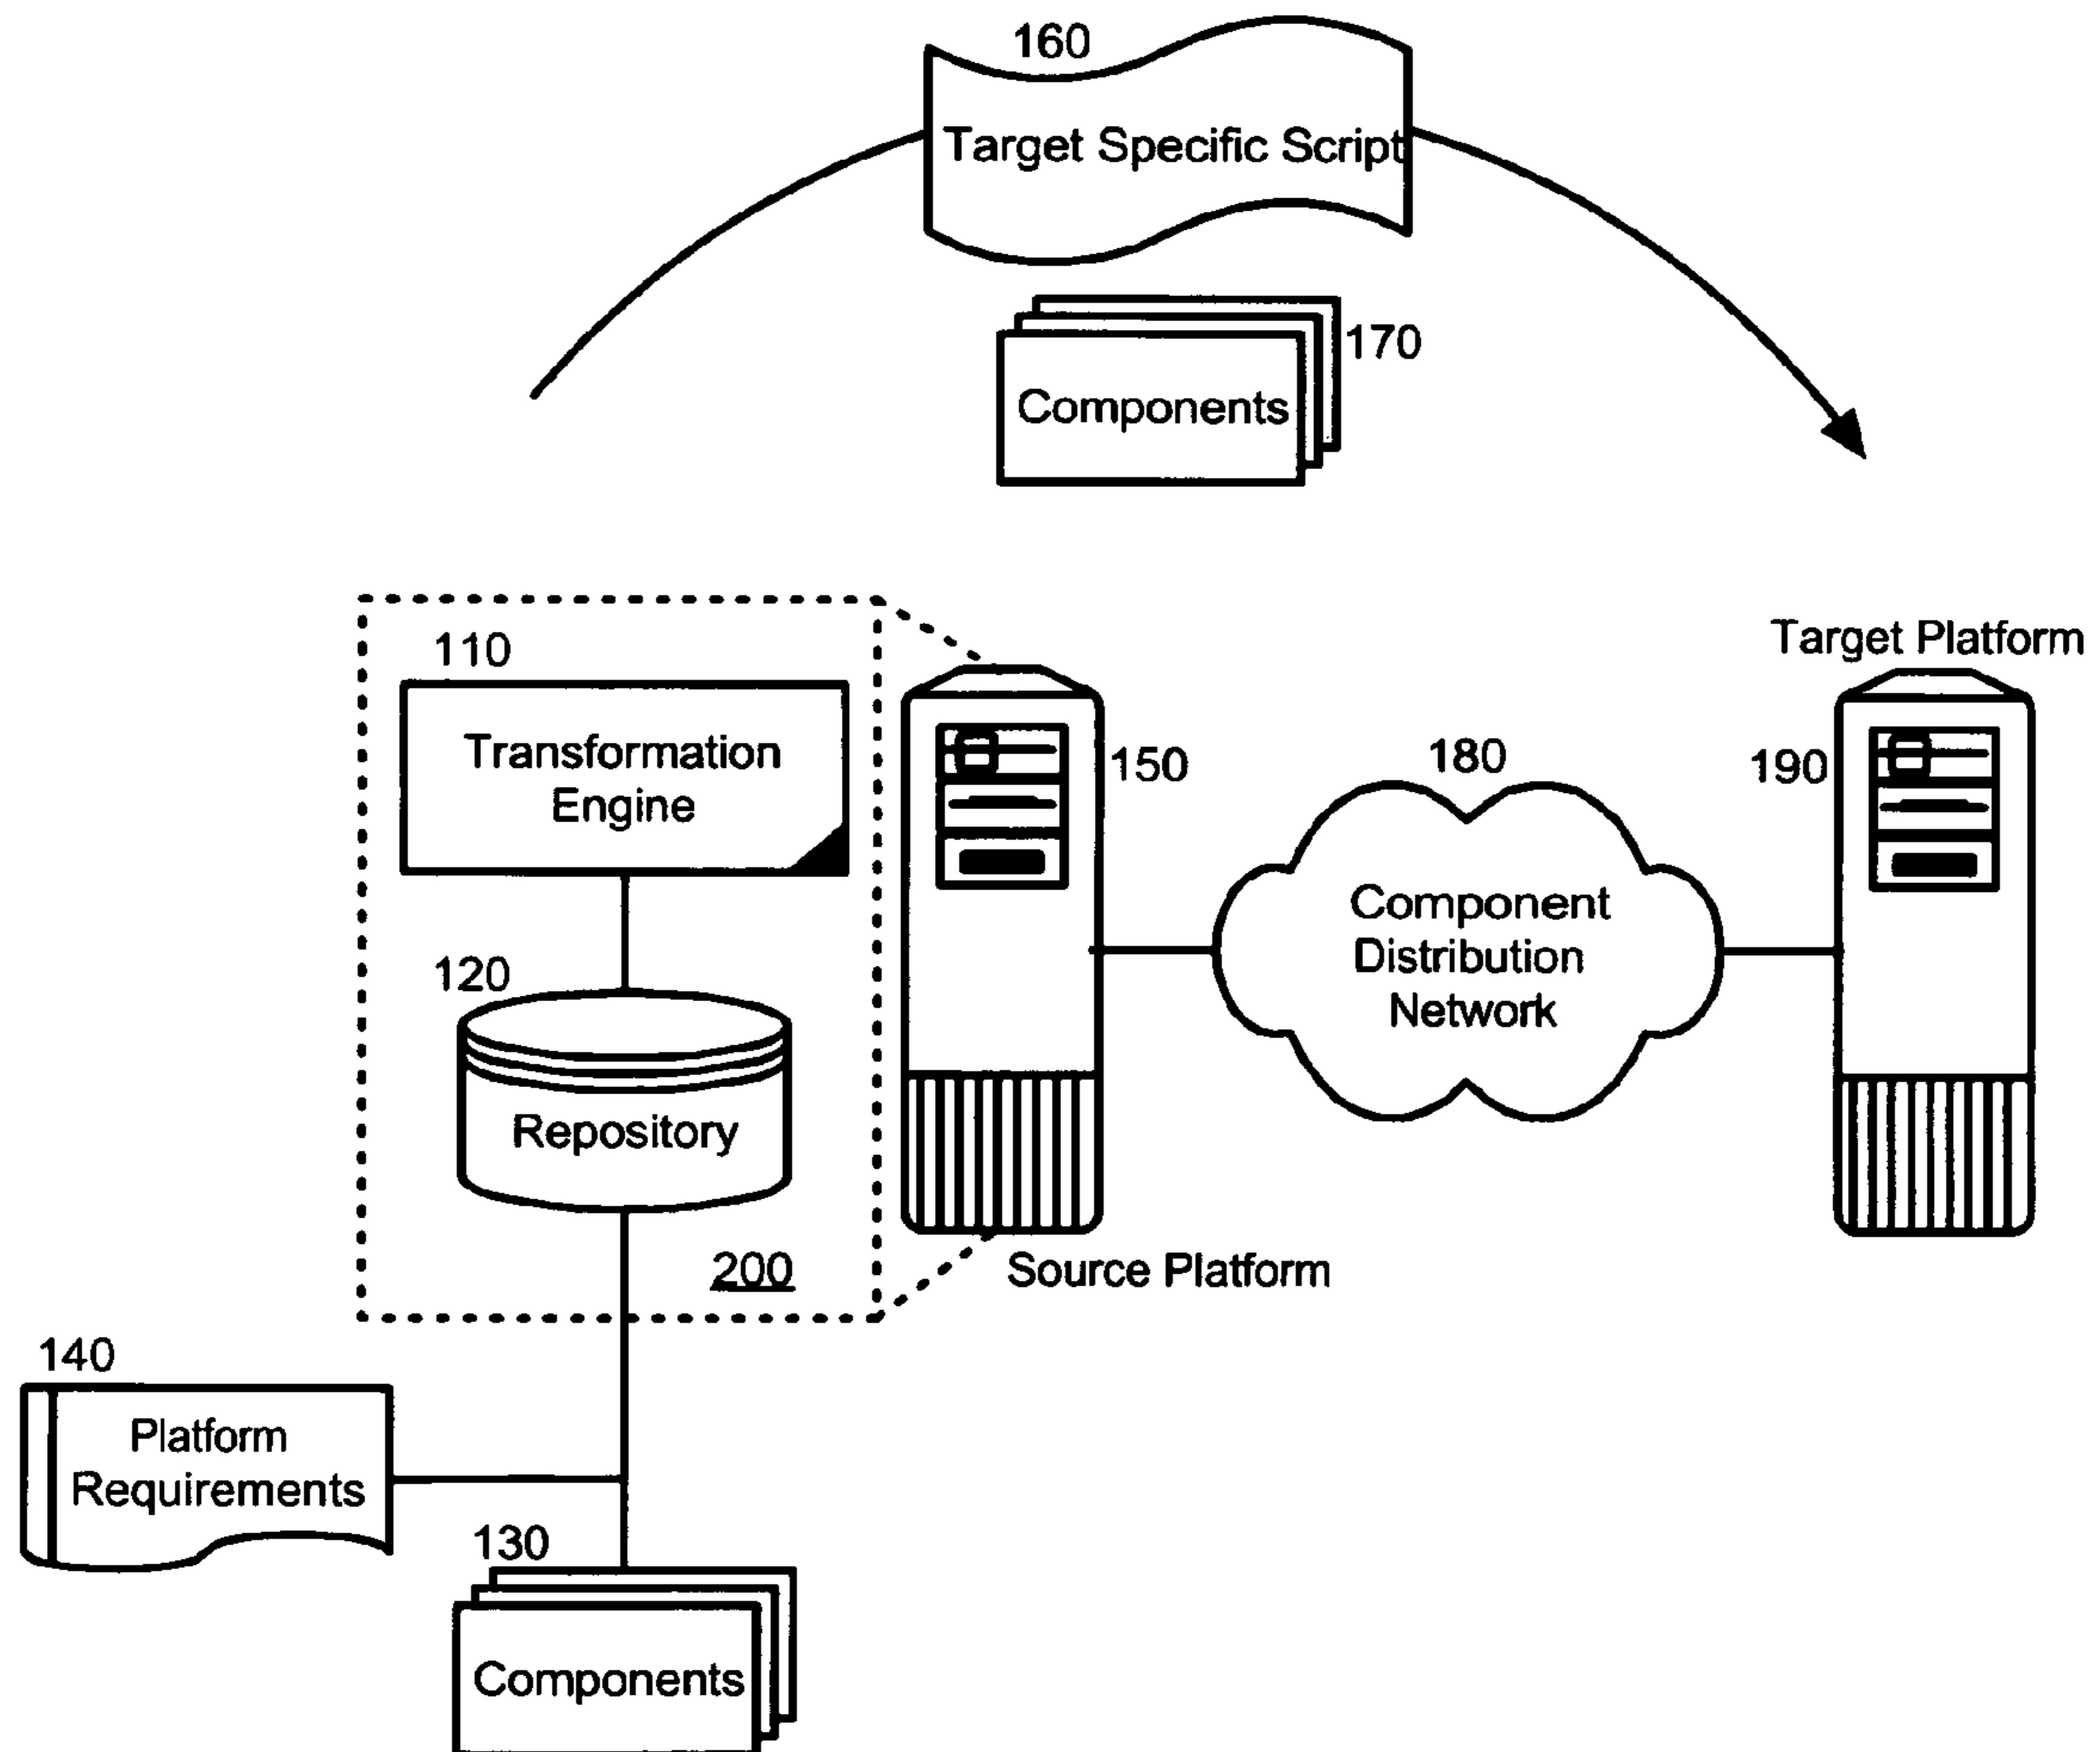 160
Target Specific Script
170
Components
110
Transformation
Engine
120
Repository
200
150
Source Platform
180
Component
Distribution
Network
Target Platform
190
140
Platform
Requirements
130
Components